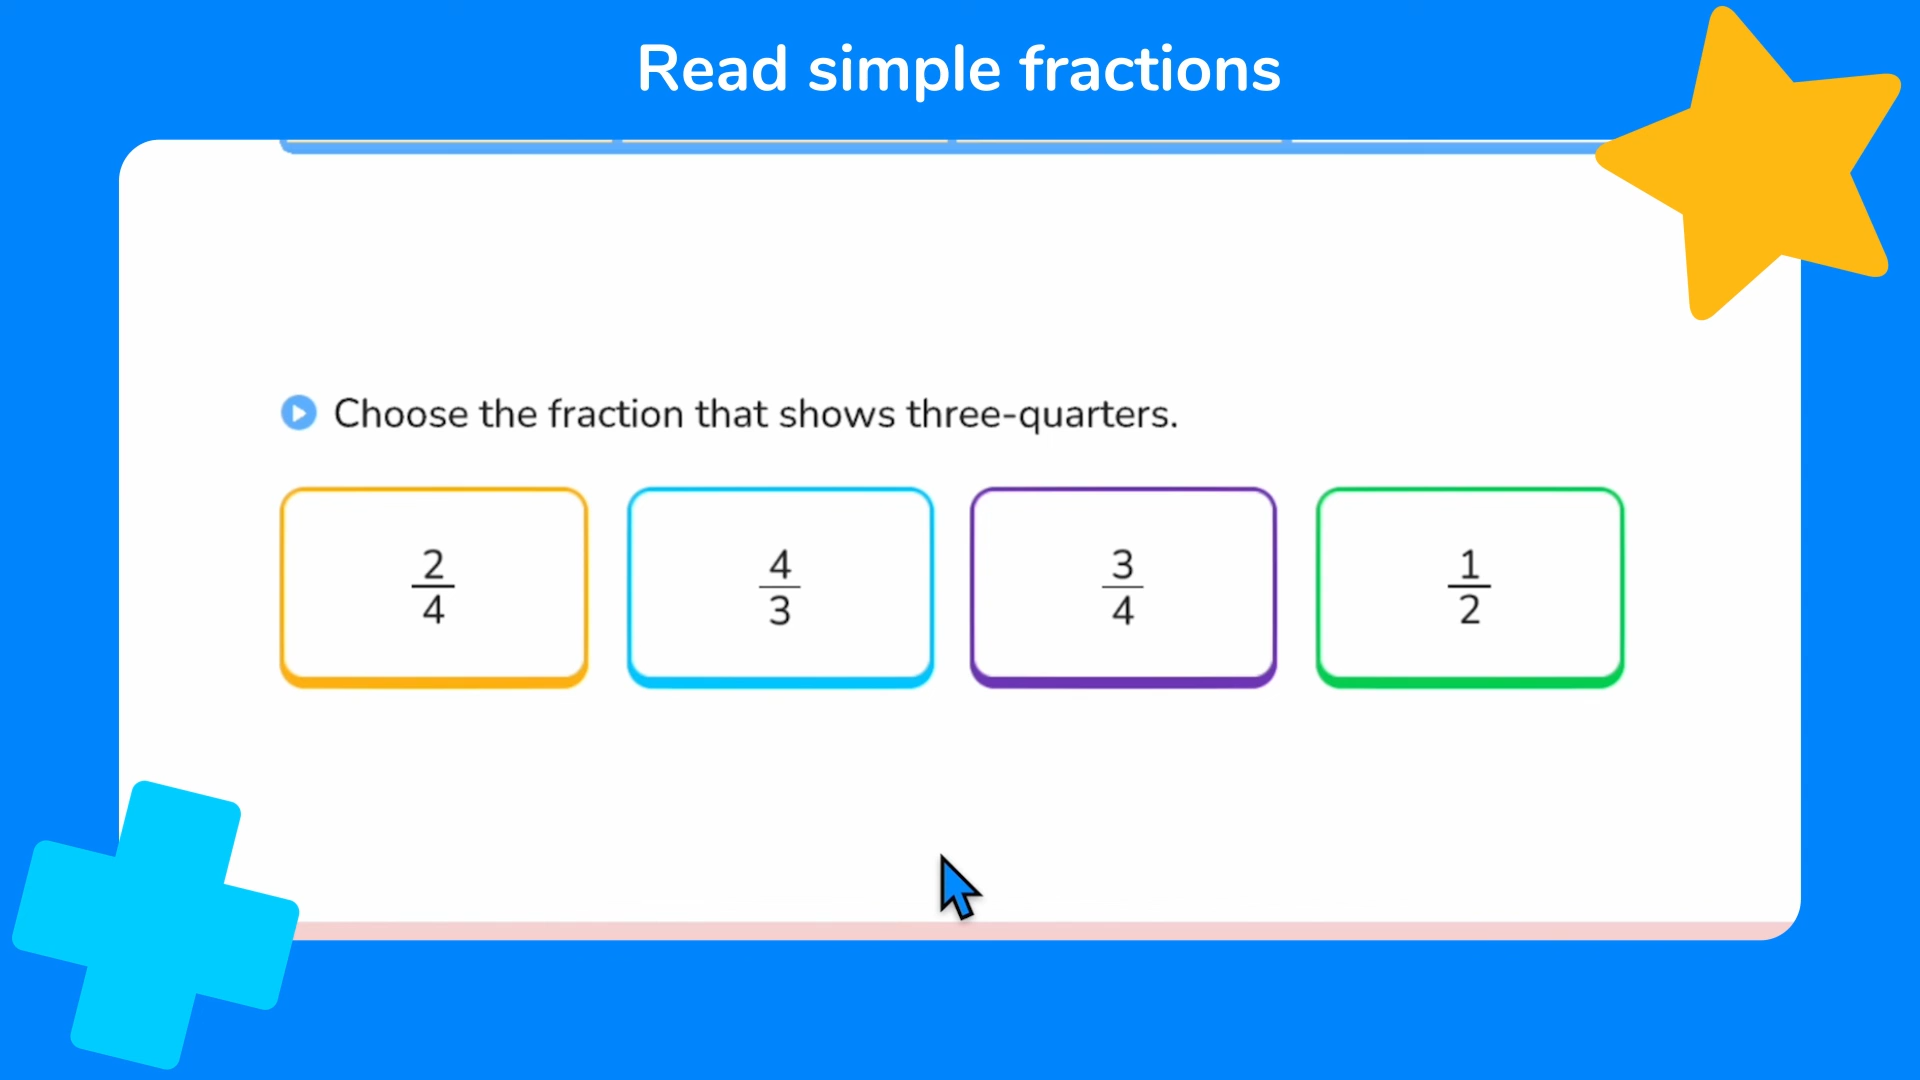 Read simple fractions
Choose the fraction that shows three-quarters.
2/4
4/3
3/4
1/2